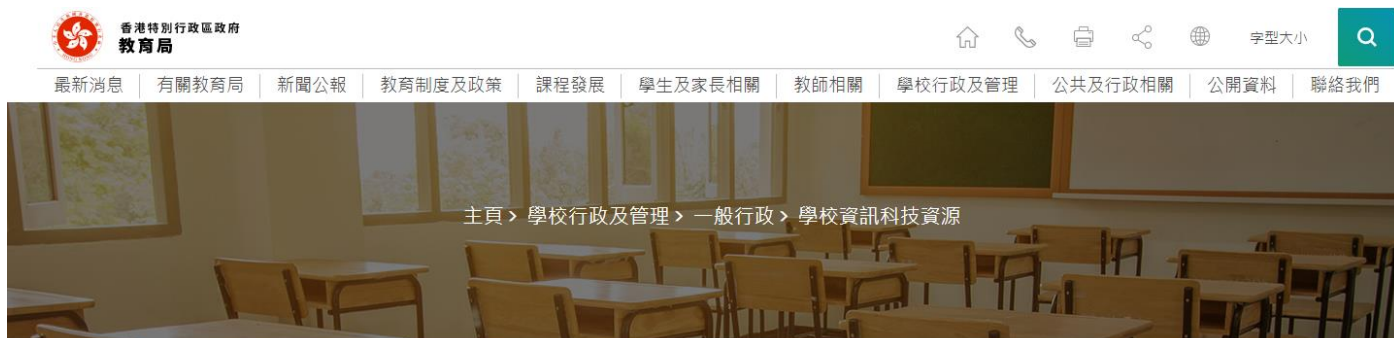 香港特別行政區政府
教育局
字型大小
最新消息 有關教育局 新聞公報 教育制度及政策 課程發展 學生及家長相關 教師相關 學校行政及管理 公共及行政相關 公開資料 聯絡我們
主頁 > 學校行政及管理 > 一般行政 > 學校資訊科技資源